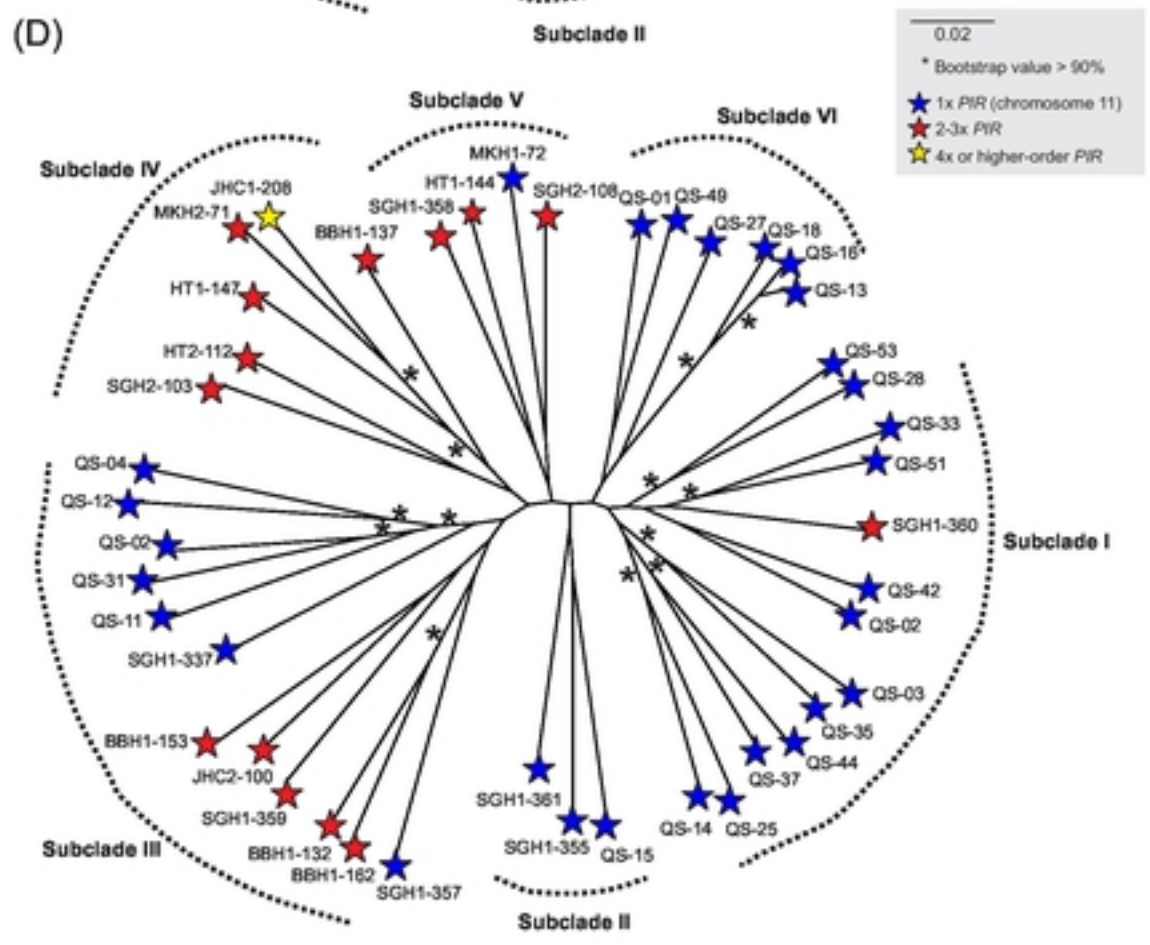 (D)
Subclade II
0.02
* Bootstrap value > 90%
1x PIR (chromosome 11)
2-3x PIR
4x or higher-order PIR
Subclade V
Subclade VI
Subclade IV
MKH1-72
JHC1-208
HT1-144
SGH2-108
QS-01
QS-49
MKH2-71
SGH1-358
QS-27
QS-18
BBH1-137
QS-16
HT1-147
QS-13
HT2-112
QS-53
SGH2-103
QS-28
QS-33
QS-04
QS-51
QS-12
SGH1-360
QS-02
Subclade I
QS-31
QS-42
QS-11
QS-02
SGH1-337
QS-03
QS-35
BBH1-153
QS-44
JHC2-100
QS-37
SGH1-361
SGH1-359
QS-14
QS-25
Subclade III
BBH1-132
SGH1-355
QS-15
BBH1-162
SGH1-357
Subclade II